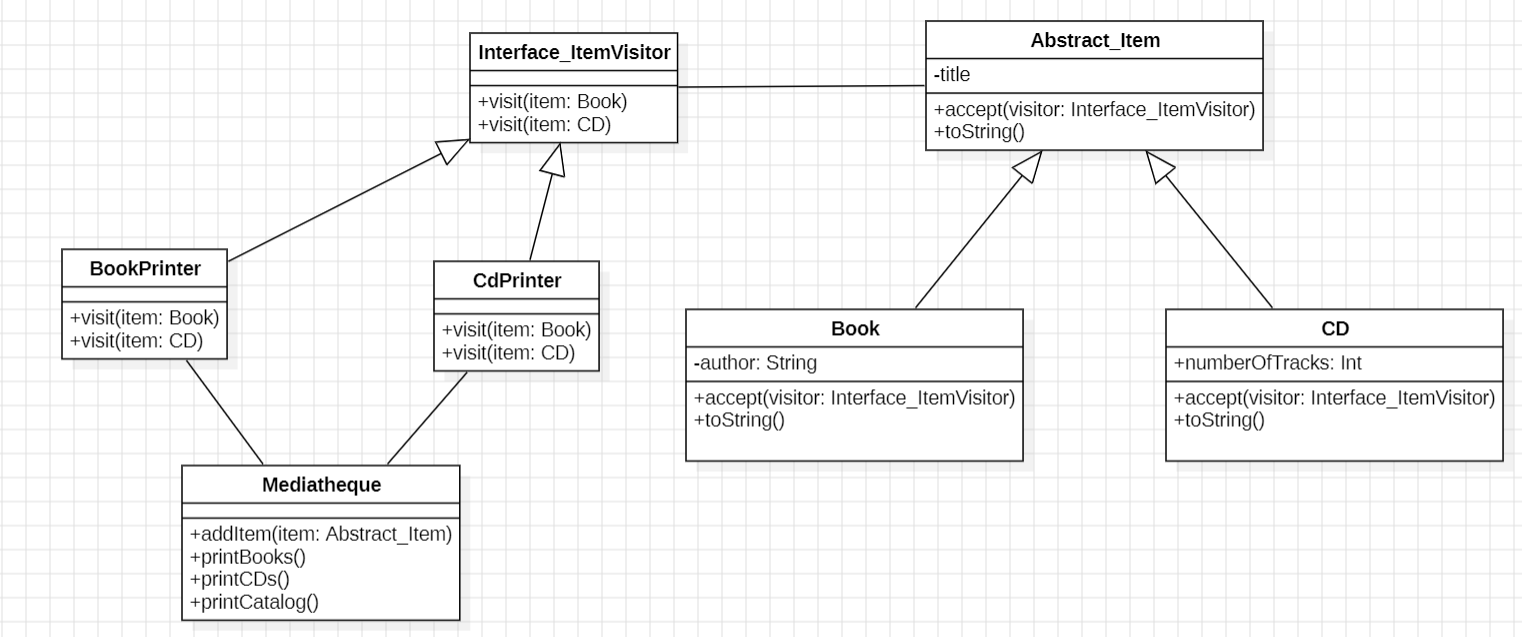 Interface_ItemVisitor
+visit(item: Book)
+visit(item: CD)
Abstract_Item
-title
+accept(visitor: Interface_ItemVisitor)
+toString()
BookPrinter
+visit(item: Book)
+visit(item: CD)
CdPrinter
+visit(item: Book)
+visit(item: CD)
Book
-author: String
+accept(visitor: Interface_ItemVisitor)
+toString()
CD
+numberOfTracks: Int
+accept(visitor: Interface_ItemVisitor)
+toString()
Mediatheque
+addItem(item: Abstract_Item)
+printBooks()
+printCDs()
+printCatalog()